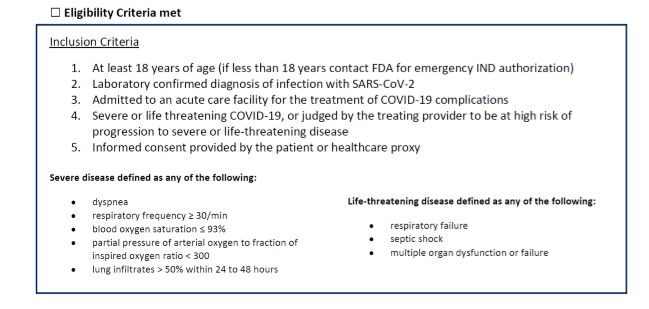 ☐ Eligibility Criteria met
Inclusion Criteria
1. At least 18 years of age (if less than 18 years contact FDA for emergency IND authorization)
2. Laboratory confirmed diagnosis of infection with SARS-CoV-2
3. Admitted to an acute care facility for the treatment of COVID-19 complications
4. Severe or life threatening COVID-19, or judged by the treating provider to be at high risk of
progression to severe or life-threatening disease
5. Informed consent provided by the patient or healthcare proxy
Severe disease defined as any of the following:
• dyspnea
• respiratory frequency ≥ 30/min
• blood oxygen saturation ≤ 93%
• partial pressure of arterial oxygen to fraction of
inspired oxygen ratio < 300
• lung infiltrates > 50% within 24 to 48 hours
Life-threatening disease defined as any of the following:
• respiratory failure
• septic shock
• multiple organ dysfunction or failure